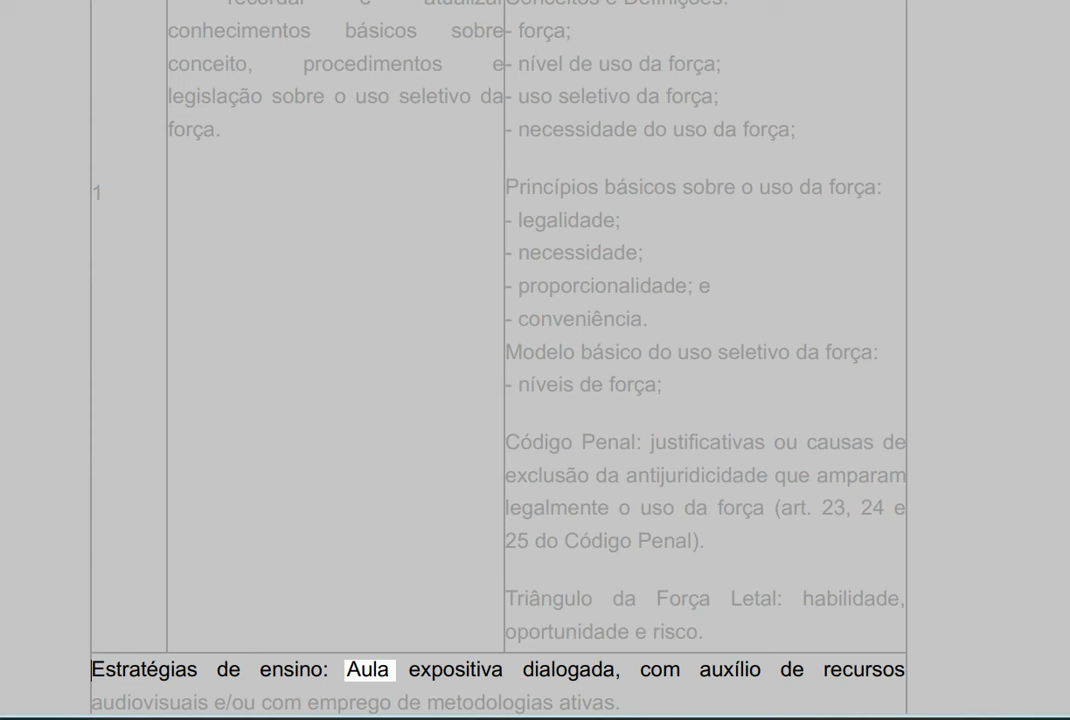 recordar e atualizar
conhecimentos básicos sobre
conceito, procedimentos e
legislação sobre o uso seletivo da
força.
Conceitos e Definições:
- força;
- nível de uso da força;
- uso seletivo da força;
- necessidade do uso da força;
1
Princípios básicos sobre o uso da força:
- legalidade;
- necessidade;
- proporcionalidade; e
- conveniência.
Modelo básico do uso seletivo da força:
- níveis de força;
Código Penal: justificativas ou causas de
exclusão da antijuridicidade que amparam
legalmente o uso da força (art. 23, 24 e
25 do Código Penal).
Triângulo da Força Letal: habilidade,
oportunidade e risco.
Estratégias de ensino: Aula expositiva dialogada, com auxílio de recursos
audiovisuais e/ou com emprego de metodologias ativas.